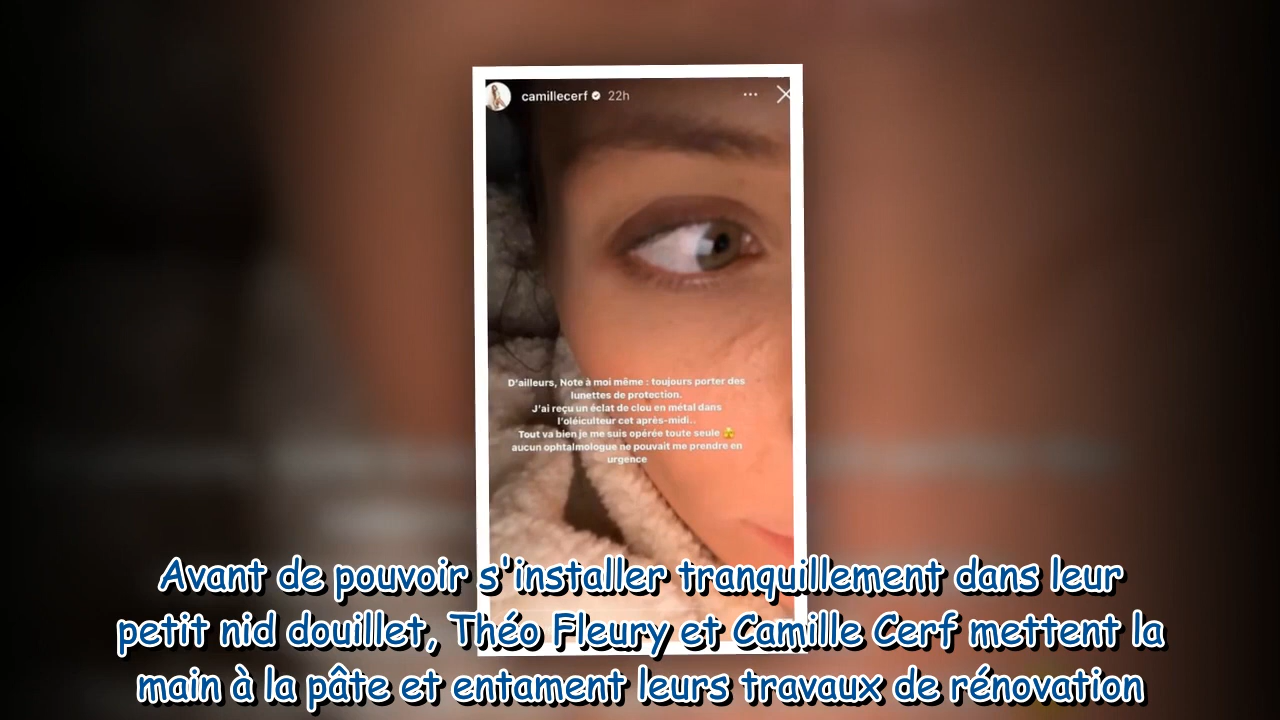 camillecerf 22h
D'ailleurs, Note à moi même : toujours porter des
lunettes de protection.
J'ai reçu un éclat de clou en métal dans
l'oléiculteur cet après-midi..
Tout va bien je me suis opérée toute seule
aucun ophtalmologue ne pouvait me prendre en
urgence
Avant de pouvoir s'installer tranquillement dans leur
petit nid douillet, Théo Fleury et Camille Cerf mettent la
main à la pâte et entament leurs travaux de rénovation